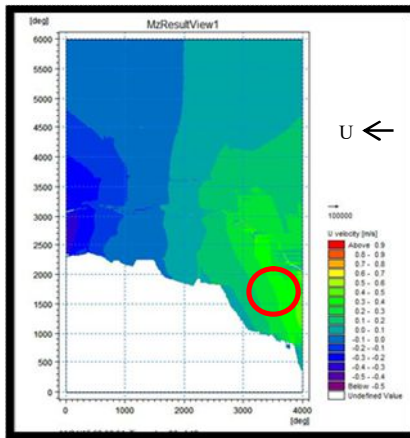 MzResultView1
[deg]
6000
5500
5000
4500
4000
3500
3000
2500
2000
1500
1000
500
0
0 1000 2000 3000 4000
[deg]
U ←
100000
U velocity [m/s]
Above 0.9
0.8 - 0.9
0.7 - 0.8
0.6 - 0.7
0.5 - 0.6
0.4 - 0.5
0.3 - 0.4
0.2 - 0.3
0.1 - 0.2
0.0 - 0.1
-0.1 - 0.0
-0.2 - -0.1
-0.3 - -0.2
-0.4 - -0.3
-0.5 - -0.4
Below -0.5
Undefined Value